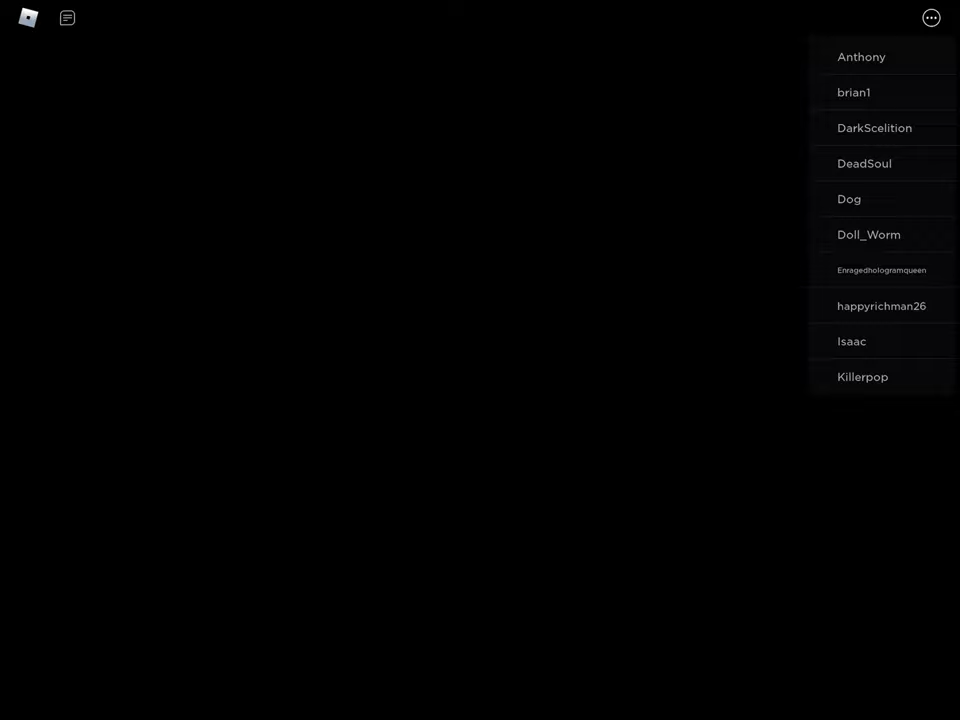 Anthony
brian1
DarkScelition
DeadSoul
Dog
Doll_Worm
Enragedhologramqueen
happyrichman26
Isaac
Killerpop